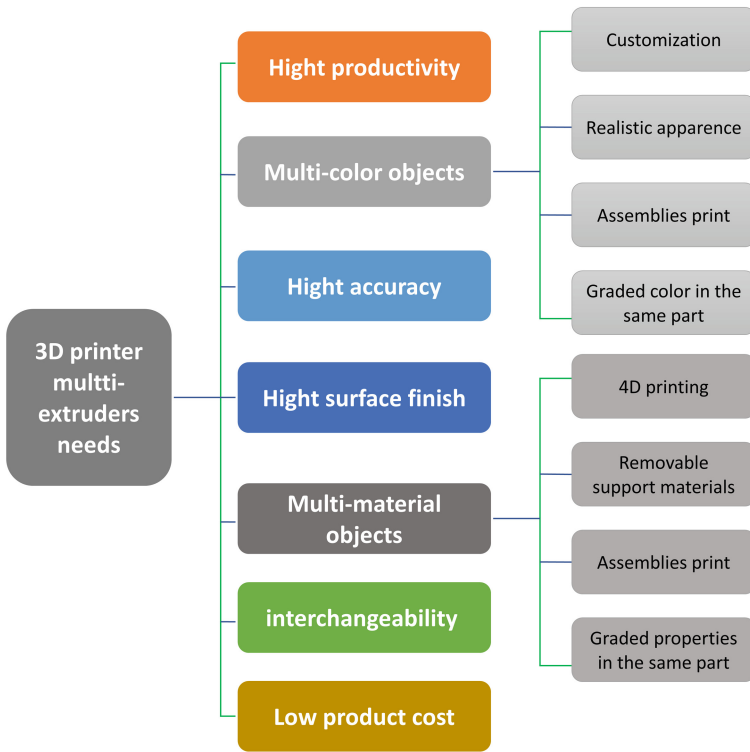 3D printer
multti-
extruders
needs
Hight productivity
Multi-color objects
Hight accuracy
Hight surface finish
Multi-material
objects
interchangeability
Low product cost
Customization
Realistic apparence
Assemblies print
Graded color in the
same part
4D printing
Removable
support materials
Assemblies print
Graded properties
in the same part